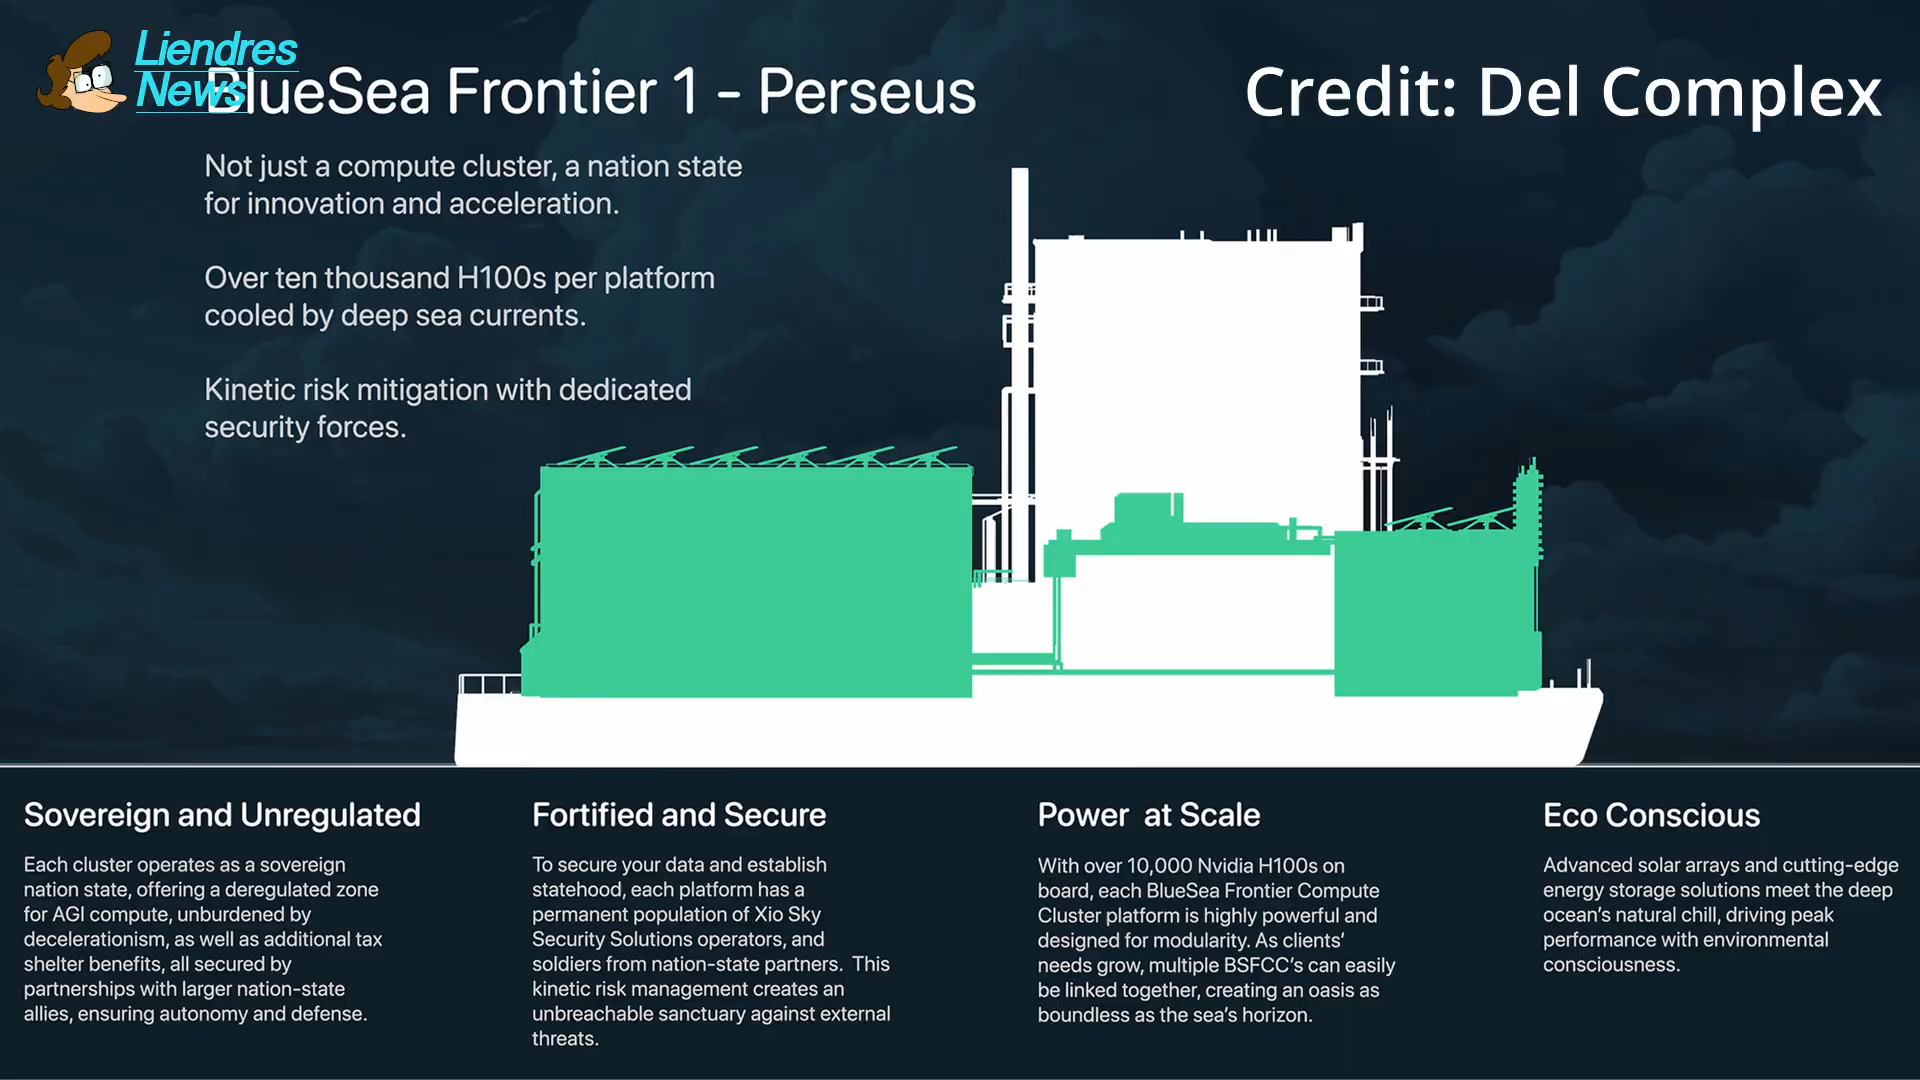 Liendres
News
BlueSea Frontier 1 - Perseus
Credit: Del Complex
Not just a compute cluster, a nation state
for innovation and acceleration.
Over ten thousand H100s per platform
cooled by deep sea currents.
Kinetic risk mitigation with dedicated
security forces.
Sovereign and Unregulated
Each cluster operates as a sovereign
nation state, offering a deregulated zone
for AGI compute, unburdened by
decelerationism, as well as additional tax
shelter benefits, all secured by
partnerships with larger nation-state
allies, ensuring autonomy and defense.
Fortified and Secure
To secure your data and establish
statehood, each platform has a
permanent population of Xio Sky
Security Solutions operators, and
soldiers from nation-state partners.  This
kinetic risk management creates an
unbreachable sanctuary against external
threats.
Power  at Scale
With over 10,000 Nvidia H100s on
board, each BlueSea Frontier Compute
Cluster platform is highly powerful and
designed for modularity. As clients'
needs grow, multiple BSFCC's can easily
be linked together, creating an oasis as
boundless as the sea's horizon.
Eco Conscious
Advanced solar arrays and cutting-edge
energy storage solutions meet the deep
ocean's natural chill, driving peak
performance with environmental
consciousness.